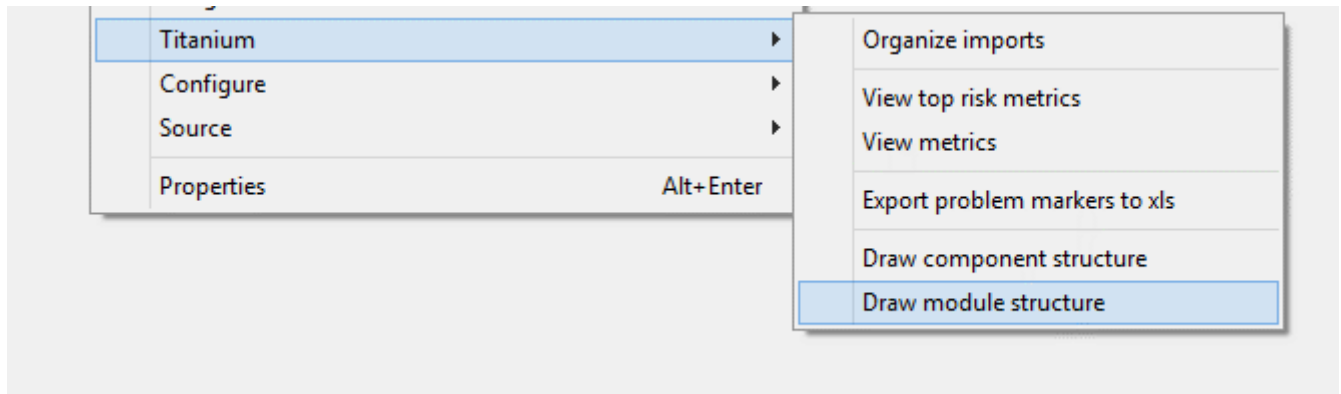 Titanium
Configure
Source
Properties Alt+Enter
Organize imports
View top risk metrics
View metrics
Export problem markers to xls
Draw component structure
Draw module structure